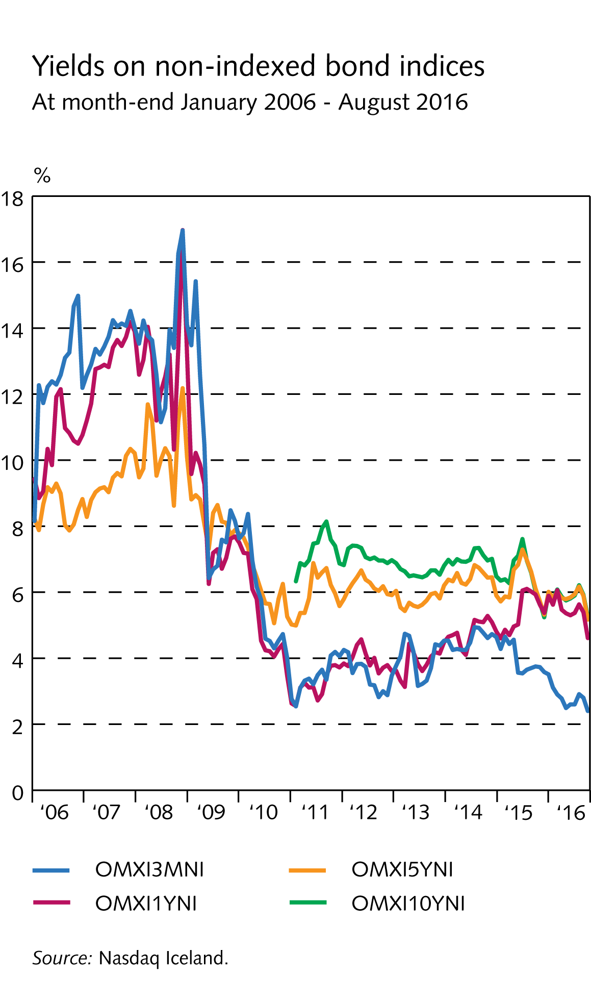 Yields on non-indexed bond indices
At month-end January 2006 - August 2016
%
18
16
14
12
10
8
6
4
2
0
‘06 ‘07 ‘08 ‘09 ‘10 ‘11 ‘12 ‘13 ‘14 ‘15 ‘16
OMXI3MNI OMXI5YNI
OMXI1YNI OMXI10YNI
Source: Nasdaq Iceland.